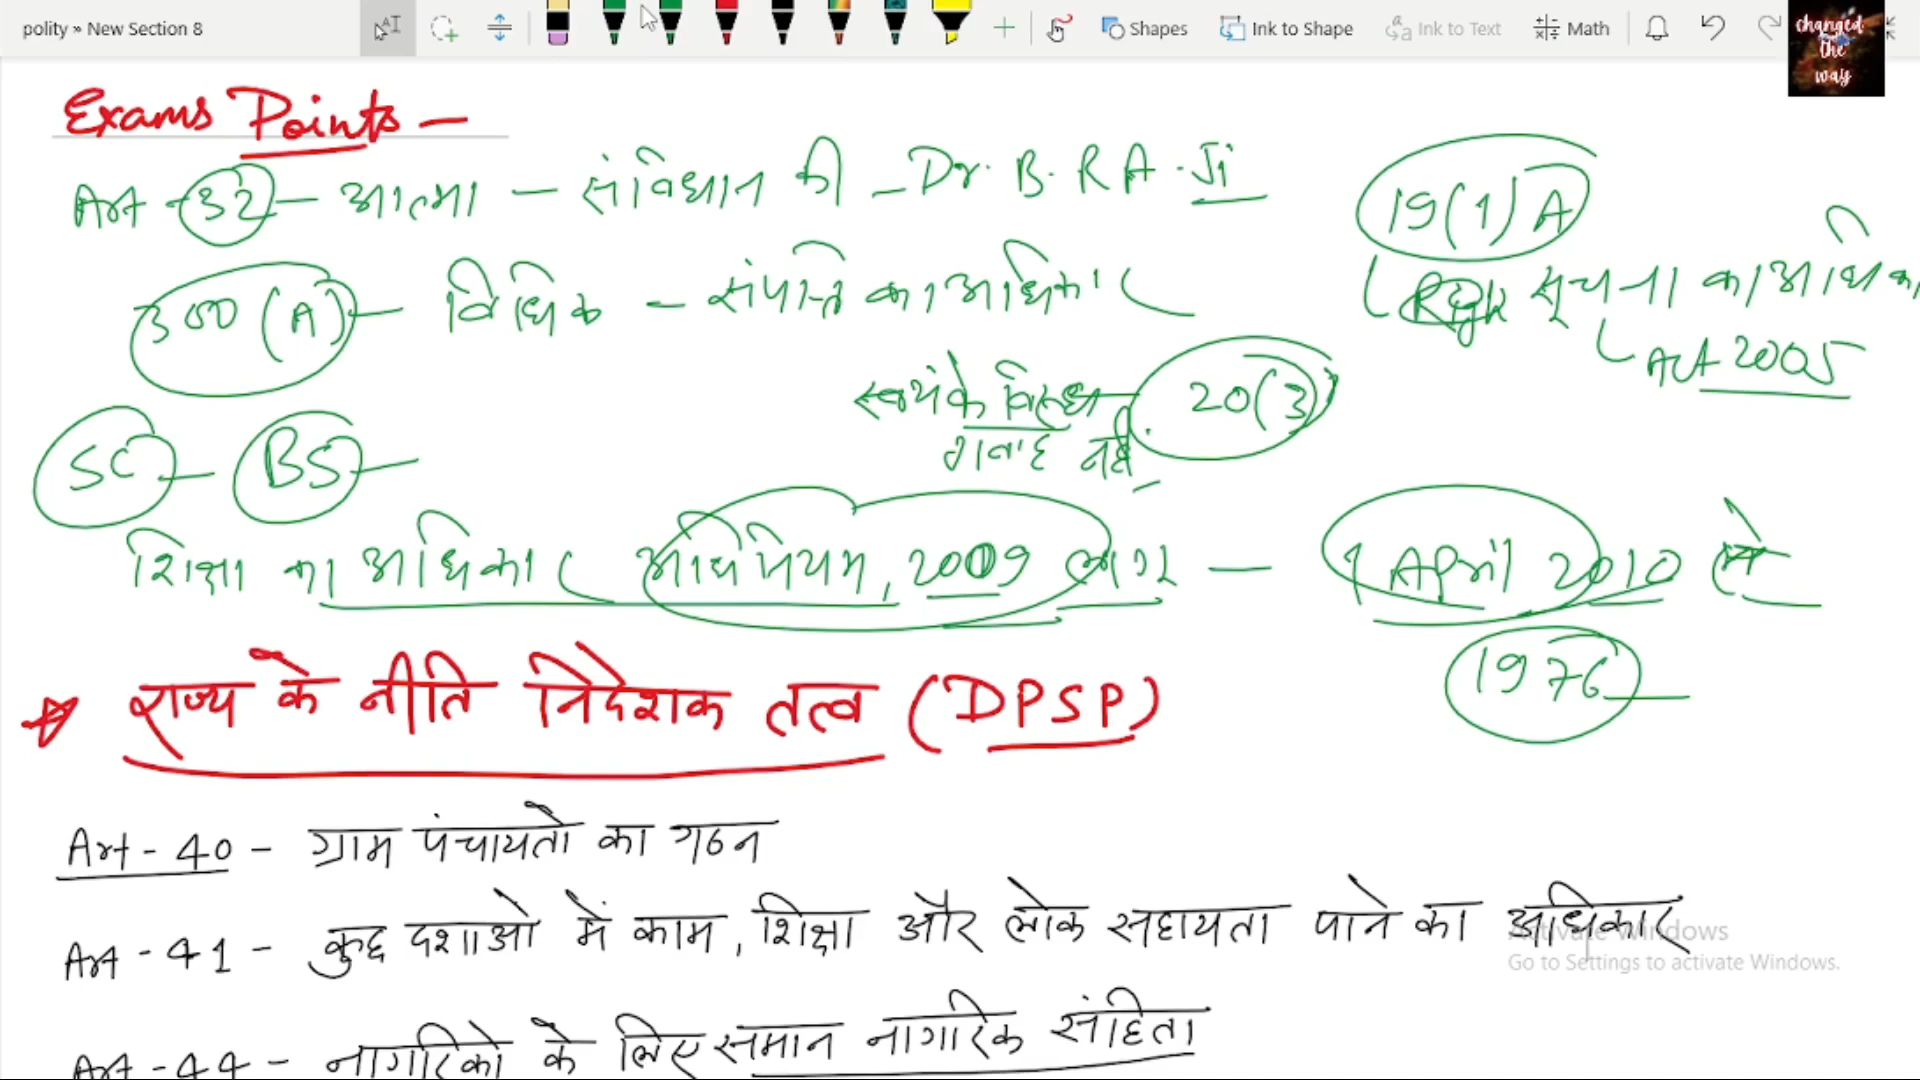 polity » New Section 8
Shapes
Ink to Shape
Ink to Text
Math
changed
the
way
Exams Points -
Art - 32 - आत्मा - संविधान की - Dr. B. R. A. Ji
19(1) A
सूचना का अधिका
Act 2005
300 (A) - विधिक - संपत्ति का अधिकार
स्वयं के विरुद्ध - 20(3)
गवाह नहीं
SC - BS -
शिक्षा का अधिकार अधिनियम, 2009 लागू - 1 April 2010 से
1976
राज्य के नीति निदेशक तत्व (DPSP)
Art - 40 - ग्राम पंचायतो का गठन
Art - 41 - कुछ दशाओ में काम, शिक्षा और लोक सहायता पाने का अधिकार
Activate Windows
Go to Settings to activate Windows.
Art - 44 - नागरिको के लिए समान नागरिक संहिता